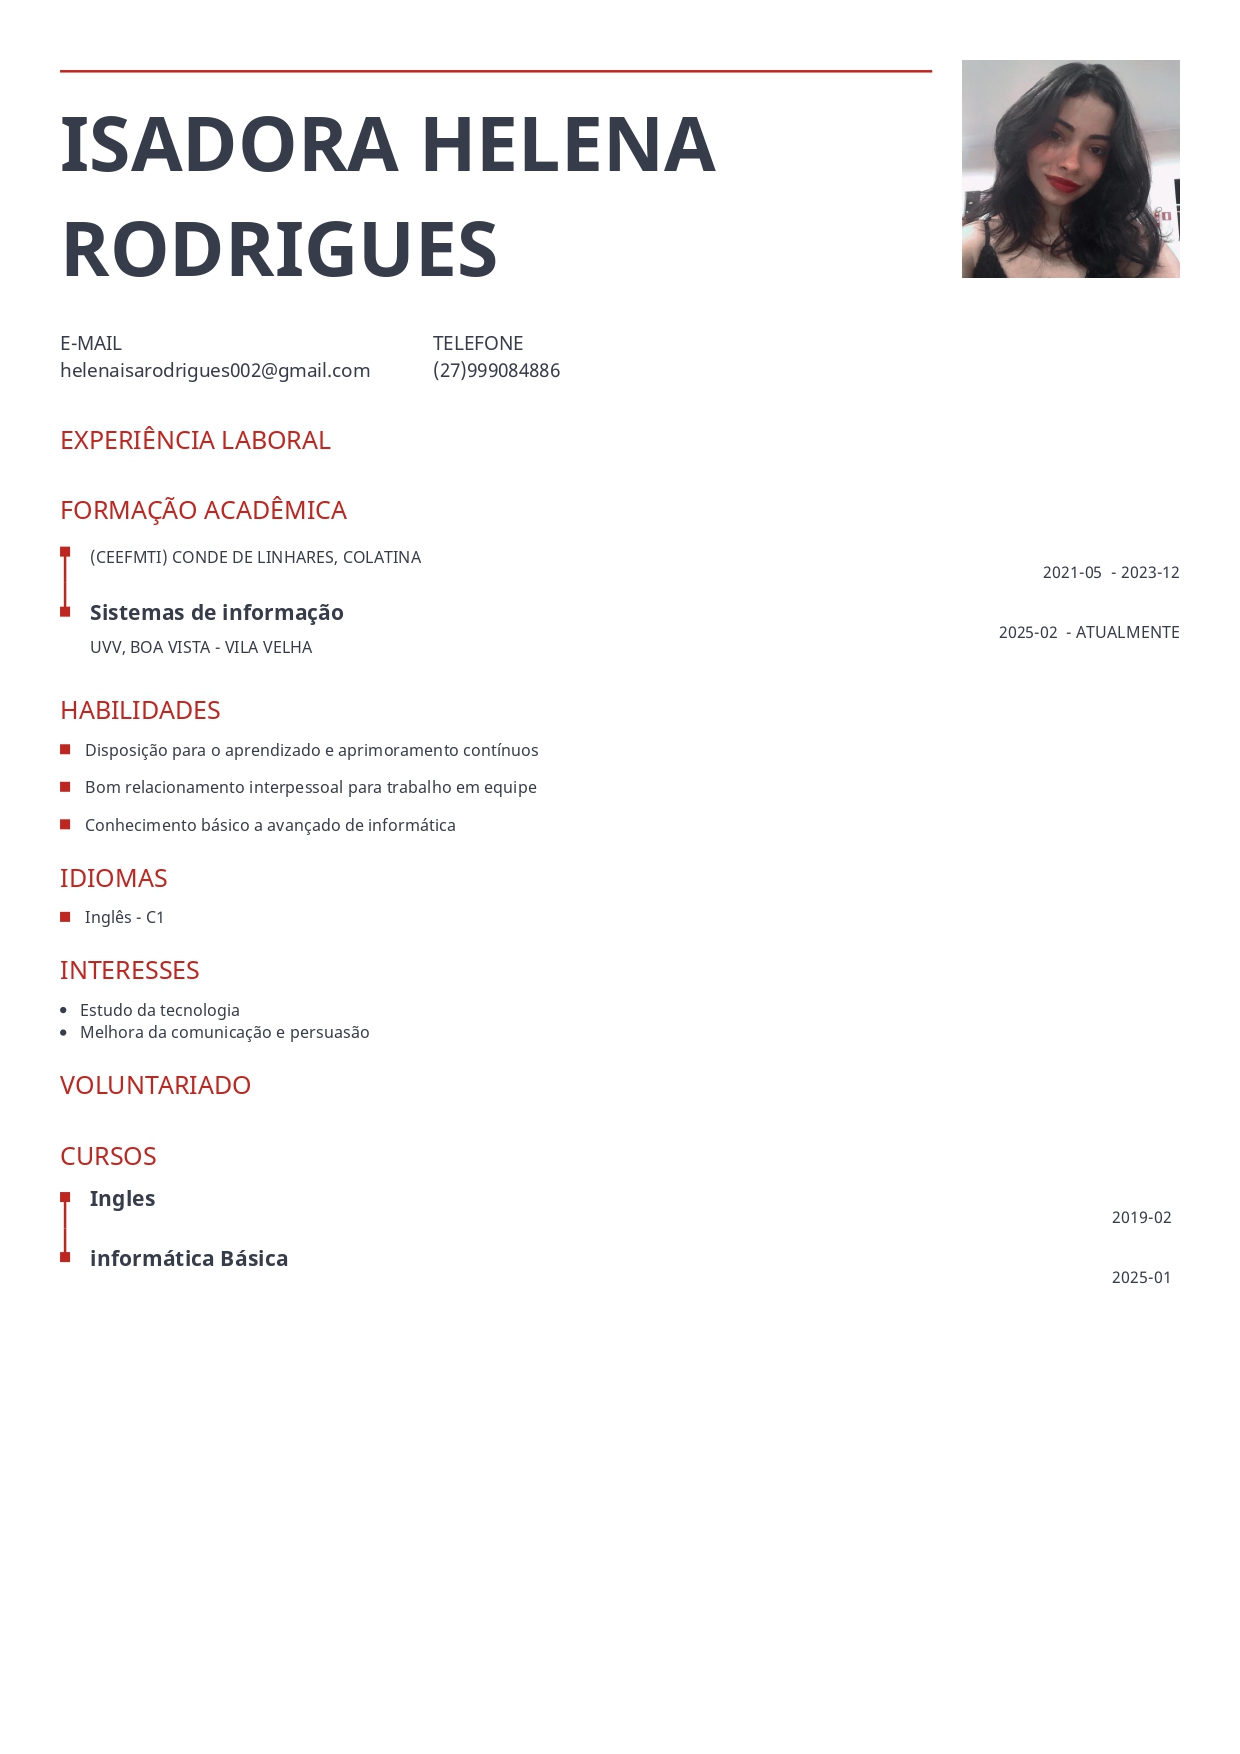 ISADORA HELENA
RODRIGUES
E-MAIL
helenaisarodrigues002@gmail.com
TELEFONE
(27)999084886
EXPERIÊNCIA LABORAL
FORMAÇÃO ACADÊMICA
(CEEFMTI) CONDE DE LINHARES, COLATINA
2021-05 - 2023-12
Sistemas de informação
UVV, BOA VISTA - VILA VELHA
2025-02 - ATUALMENTE
HABILIDADES
Disposição para o aprendizado e aprimoramento contínuos
Bom relacionamento interpessoal para trabalho em equipe
Conhecimento básico a avançado de informática
IDIOMAS
Inglês - C1
INTERESSES
Estudo da tecnologia
Melhora da comunicação e persuasão
VOLUNTARIADO
CURSOS
Ingles
2019-02
informática Básica
2025-01